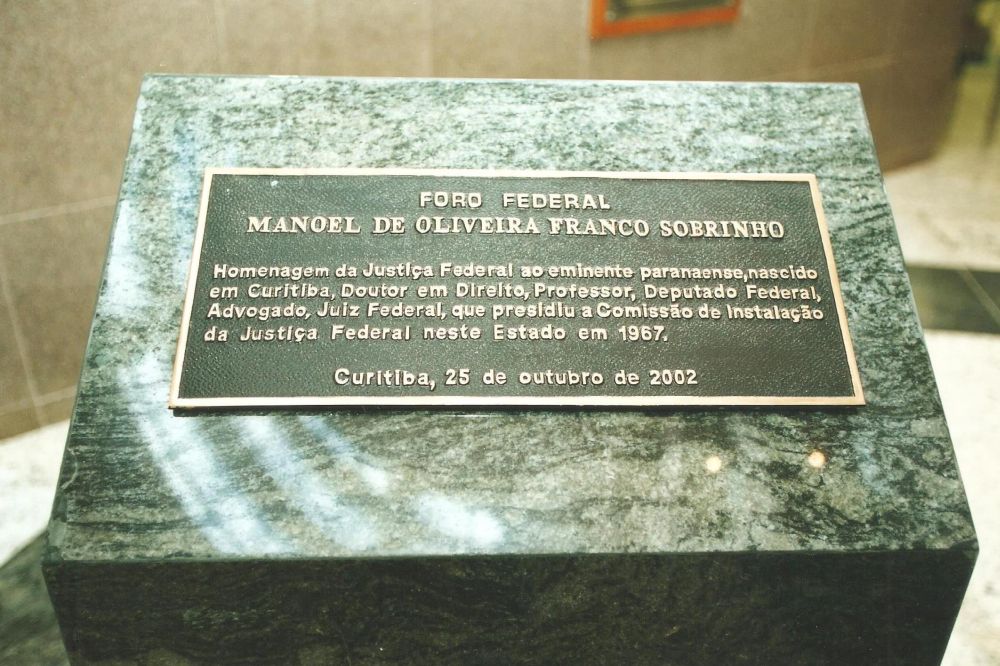 FORO FEDERAL
MANOEL DE OLIVEIRA FRANCO SOBRINHO
Homenagem da Justiça Federal ao eminente paranaense, nascido
em Curitiba, Doutor em Direito, Professor, Deputado Federal,
Advogado, Juiz Federal, que presidiu a Comissão de Instalação
da Justiça Federal neste Estado em 1967.
Curitiba, 25 de outubro de 2002